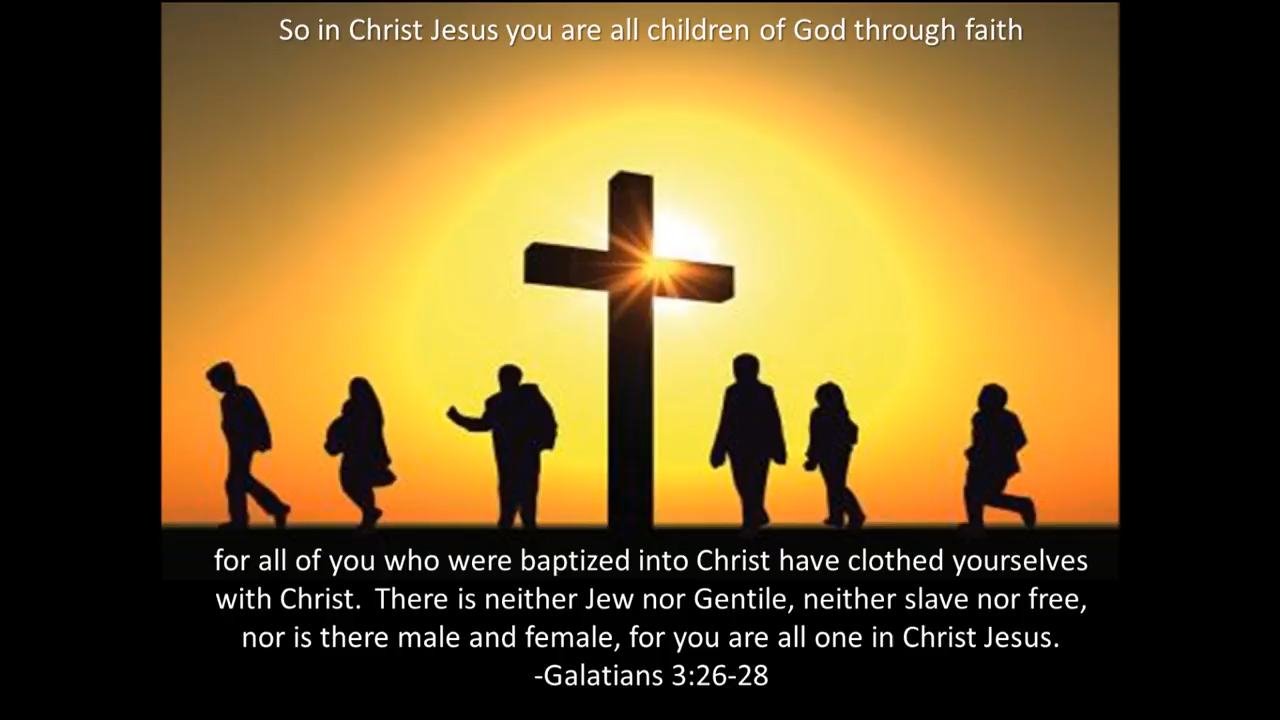 So in Christ Jesus you are all children of God through faith
for all of you who were baptized into Christ have clothed yourselves
with Christ.  There is neither Jew nor Gentile, neither slave nor free,
nor is there male and female, for you are all one in Christ Jesus.
-Galatians 3:26-28